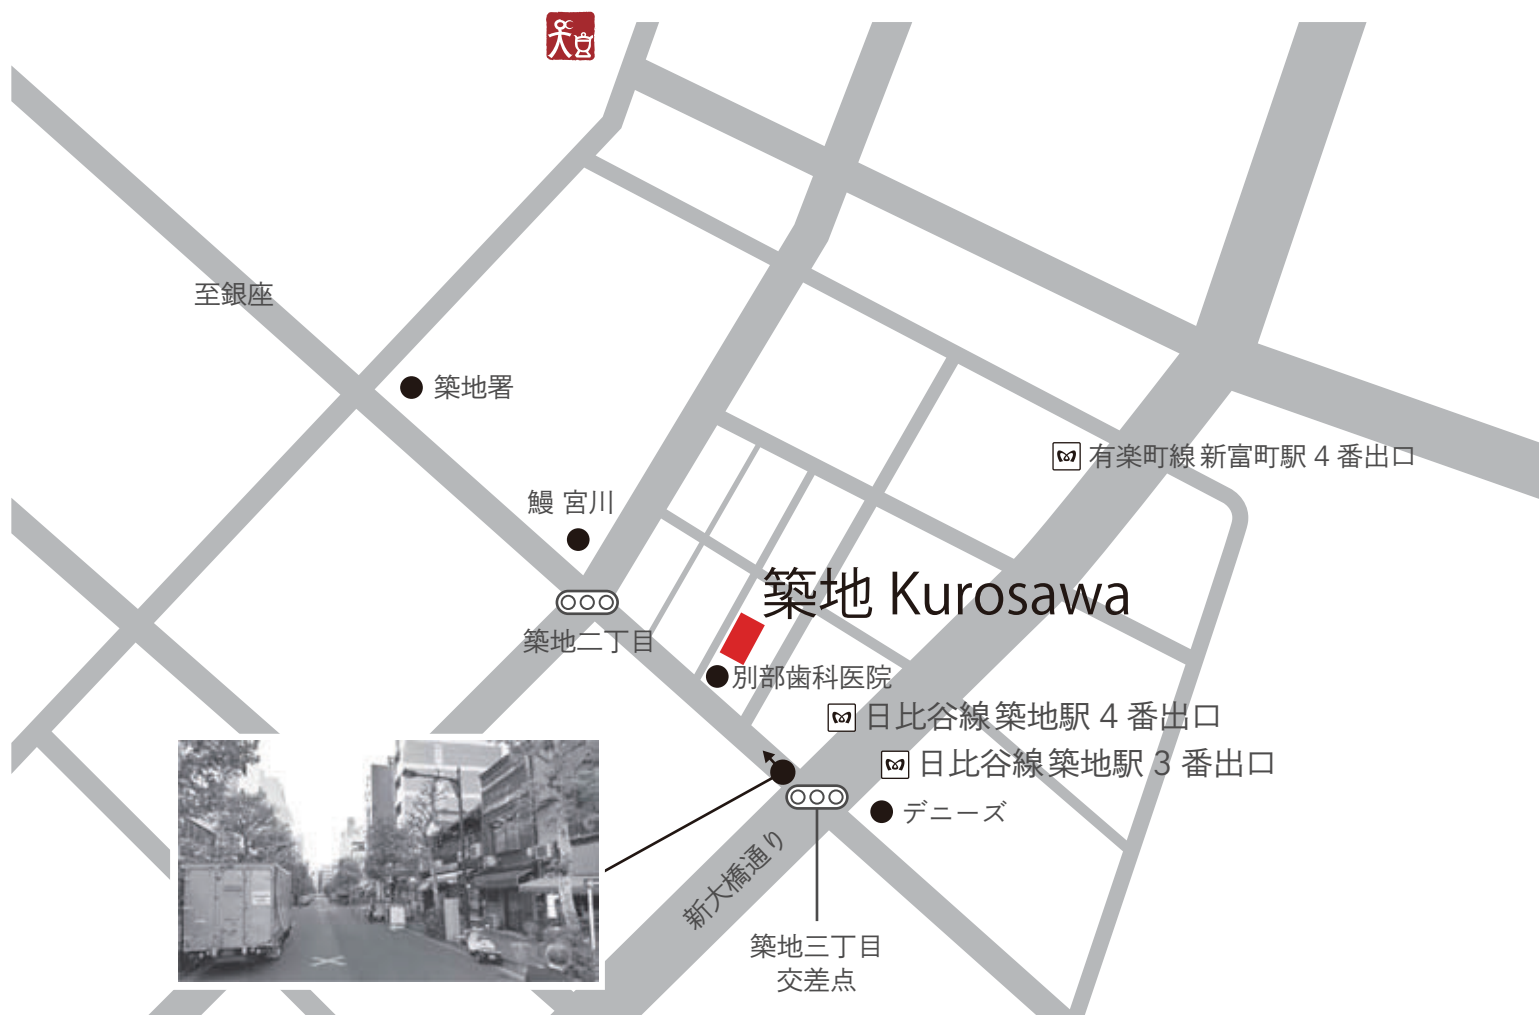 至銀座
築地署
鰻 宮川
有楽町線新富町駅 4 番出口
築地 Kurosawa
築地二丁目
別部歯科医院
日比谷線築地駅 4 番出口
日比谷線築地駅 3 番出口
デニーズ
新大橋通り
築地三丁目
交差点